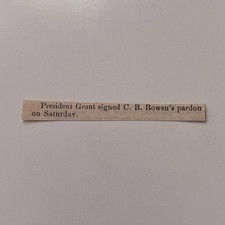 President Grant signed C. B. Bowen's pardon
on Saturday.